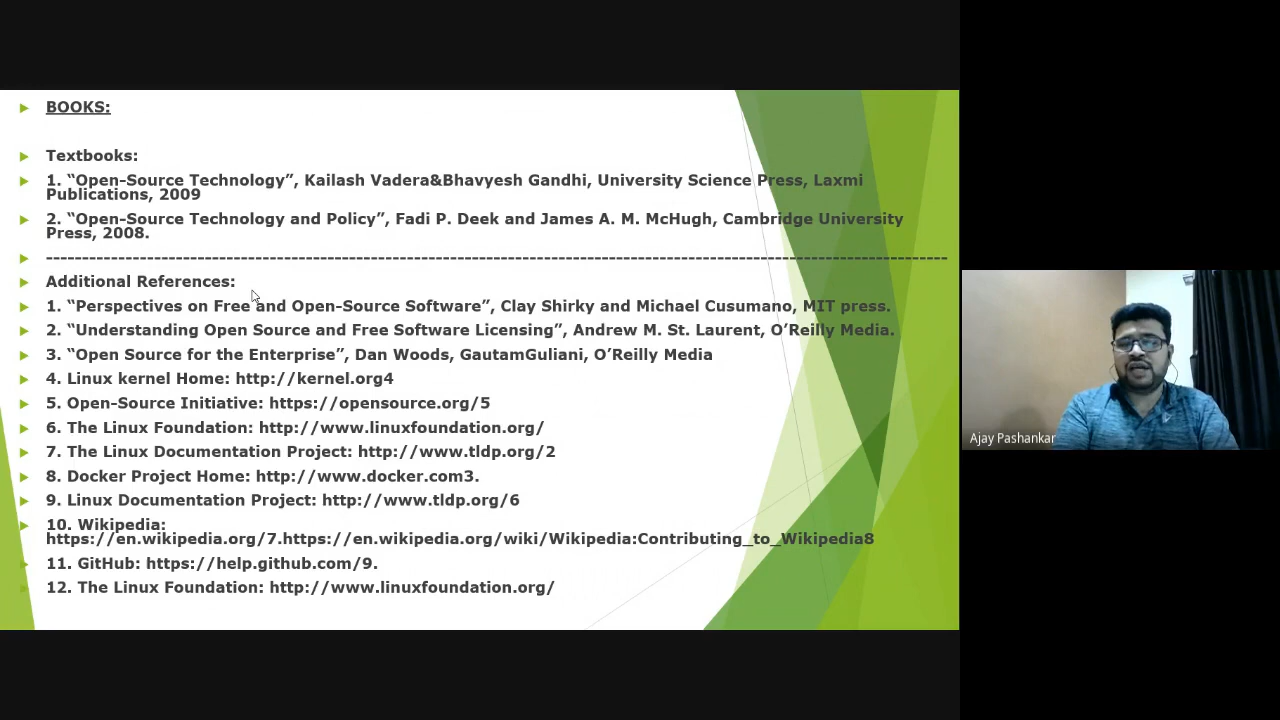 BOOKS:
Textbooks:
1. “Open-Source Technology”, Kailash Vadera&Bhavyesh Gandhi, University Science Press, Laxmi
Publications, 2009
2. “Open-Source Technology and Policy”, Fadi P. Deek and James A. M. McHugh, Cambridge University
Press, 2008.
----------------------------------------------------------------------------------------------------
Additional References:
1. “Perspectives on Free and Open-Source Software”, Clay Shirky and Michael Cusumano, MIT press.
2. “Understanding Open Source and Free Software Licensing”, Andrew M. St. Laurent, O’Reilly Media.
3. “Open Source for the Enterprise”, Dan Woods, GautamGuliani, O’Reilly Media
4. Linux kernel Home: http://kernel.org4
5. Open-Source Initiative: https://opensource.org/5
6. The Linux Foundation: http://www.linuxfoundation.org/
7. The Linux Documentation Project: http://www.tldp.org/2
8. Docker Project Home: http://www.docker.com3.
9. Linux Documentation Project: http://www.tldp.org/6
10. Wikipedia:
https://en.wikipedia.org/7.https://en.wikipedia.org/wiki/Wikipedia:Contributing_to_Wikipedia8
11. GitHub: https://help.github.com/9.
12. The Linux Foundation: http://www.linuxfoundation.org/
Ajay Pashankar